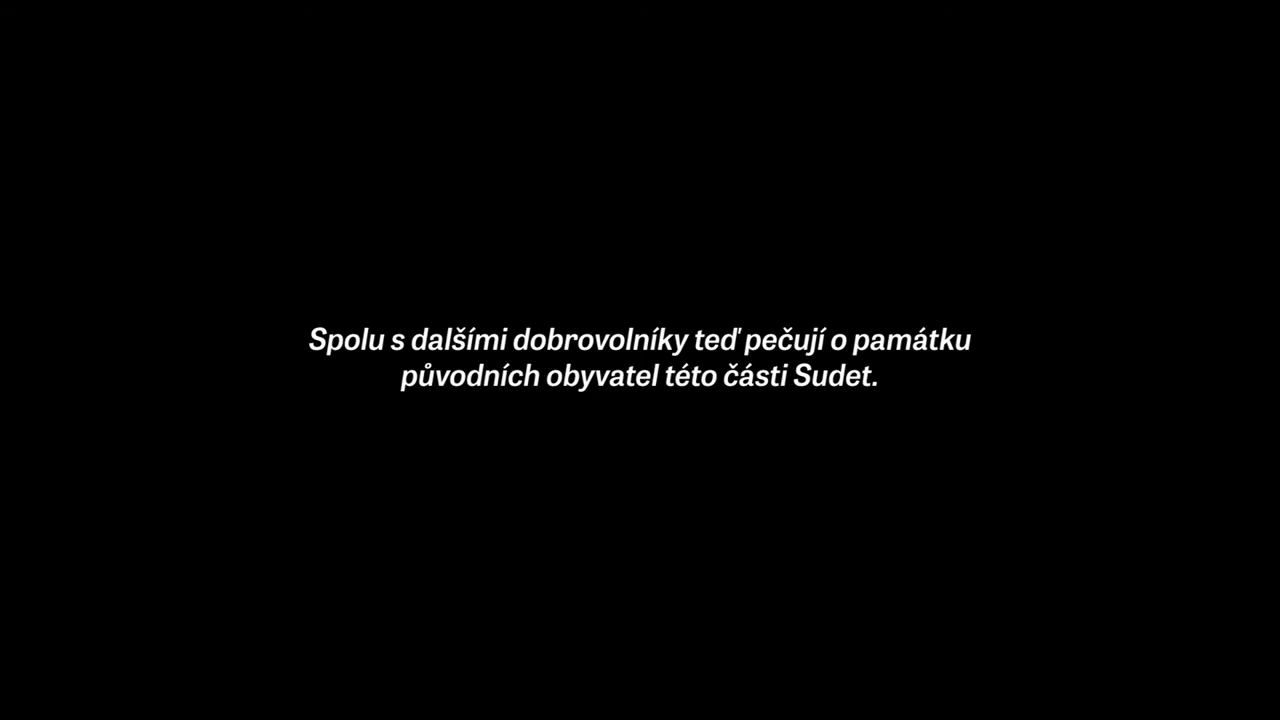 Spolu s dalšími dobrovolníky teď pečují o památku
původních obyvatel této části Sudet.